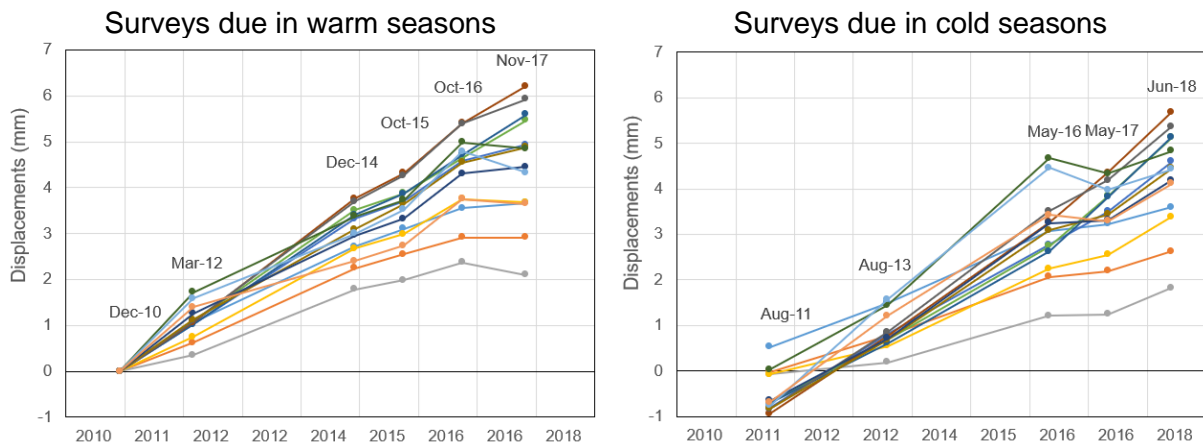 Surveys due in warm seasons
7
6
5
4
3
2
1
0
-1
Displacements (mm)
Dec-10
Mar-12
Dec-14
Oct-15
Oct-16
Nov-17
2010 2011 2012 2012 2014 2015 2016 2016 2018
Surveys due in cold seasons
7
6
5
4
3
2
1
0
-1
Displacements (mm)
Aug-11
Aug-13
May-16
May-17
Jun-18
2010 2011 2012 2012 2014 2015 2016 2016 2018